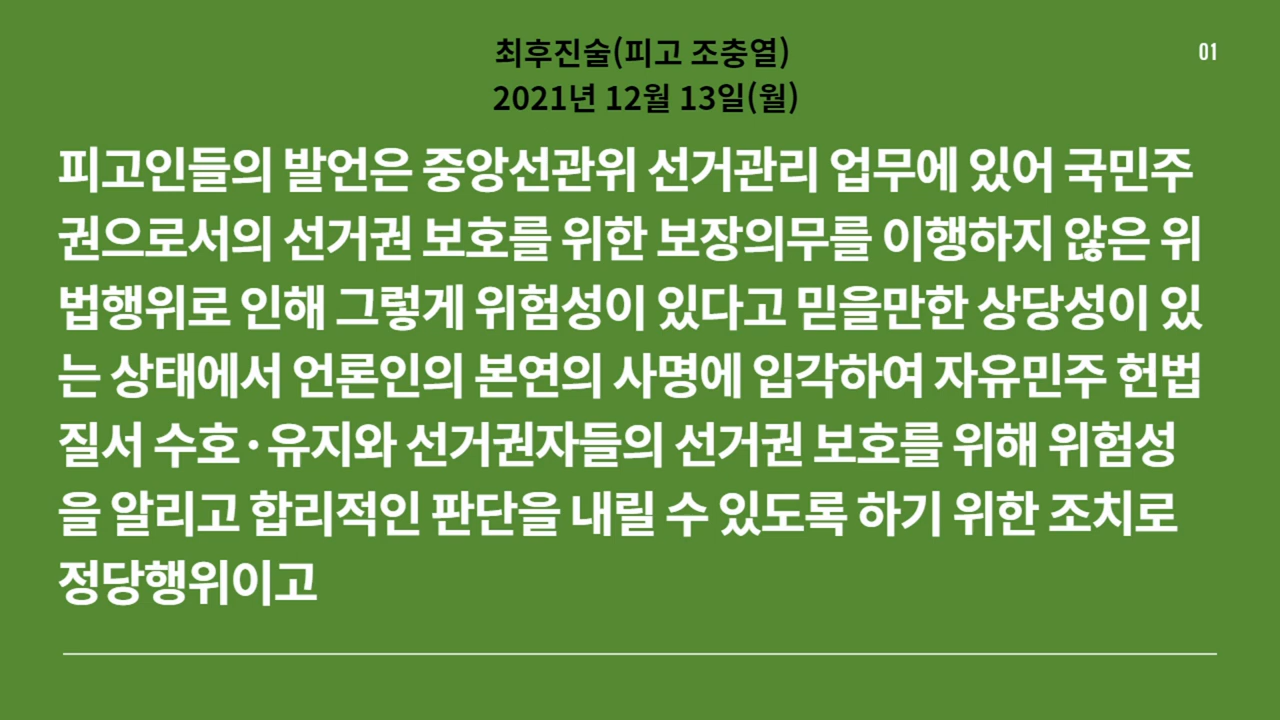 최후진술(피고 조충열)
01
2021년 12월 13일(월)
피고인들의 발언은 중앙선관위 선거관리 업무에 있어 국민주
권으로서의 선거권 보호를 위한 보장의무를 이행하지 않은 위
법행위로 인해 그렇게 위험성이 있다고 믿을만한 상당성이 있
는 상태에서 언론인의 본연의 사명에 입각하여 자유민주 헌법
질서 수호·유지와 선거권자들의 선거권 보호를 위해 위험성
을 알리고 합리적인 판단을 내릴 수 있도록 하기 위한 조치로
정당행위이고